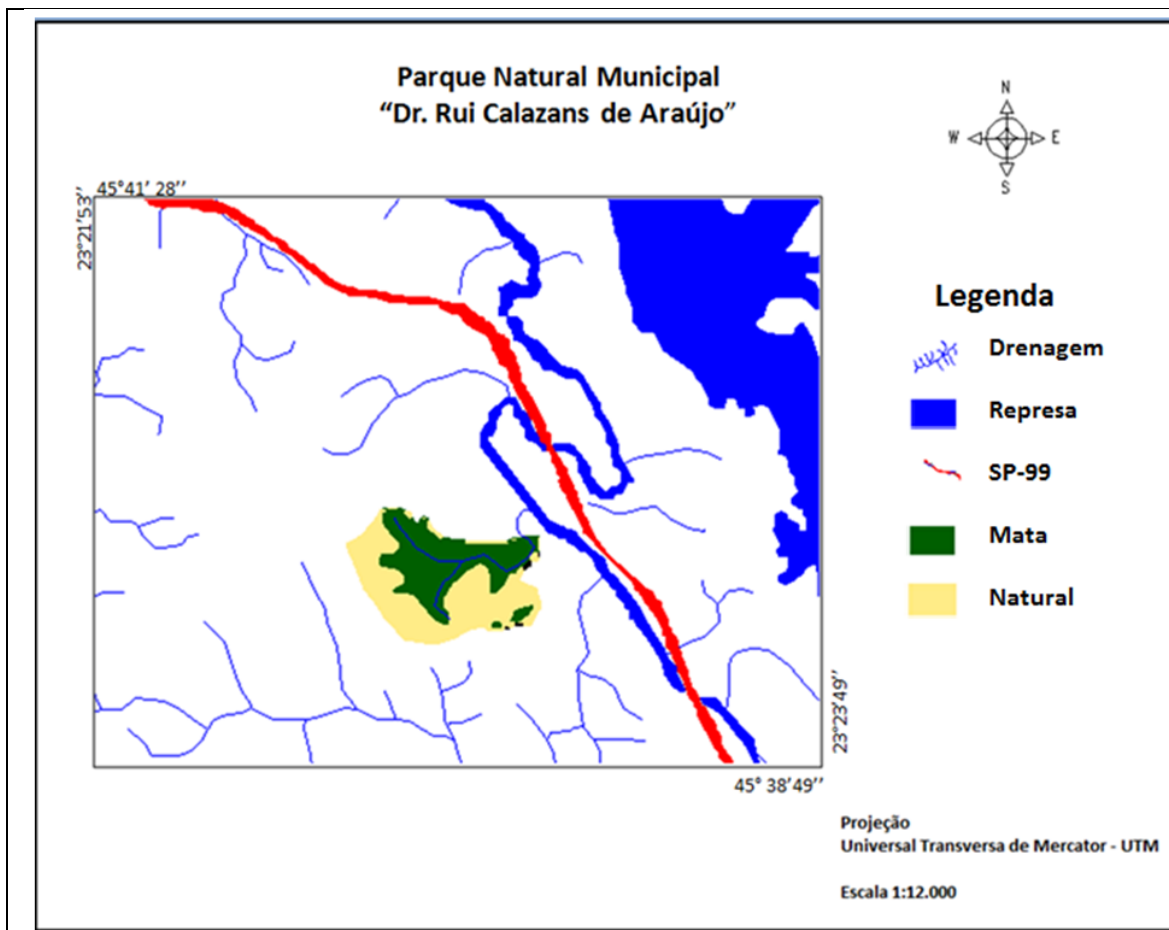 Parque Natural Municipal
“Dr. Rui Calazans de Araújo”
N
W
E
S
45°41' 28''
23°21'53''
Legenda
Drenagem
Represa
SP-99
Mata
Natural
23°23'49''
45° 38'49''
Projeção
Universal Transversa de Mercator - UTM
Escala 1:12.000